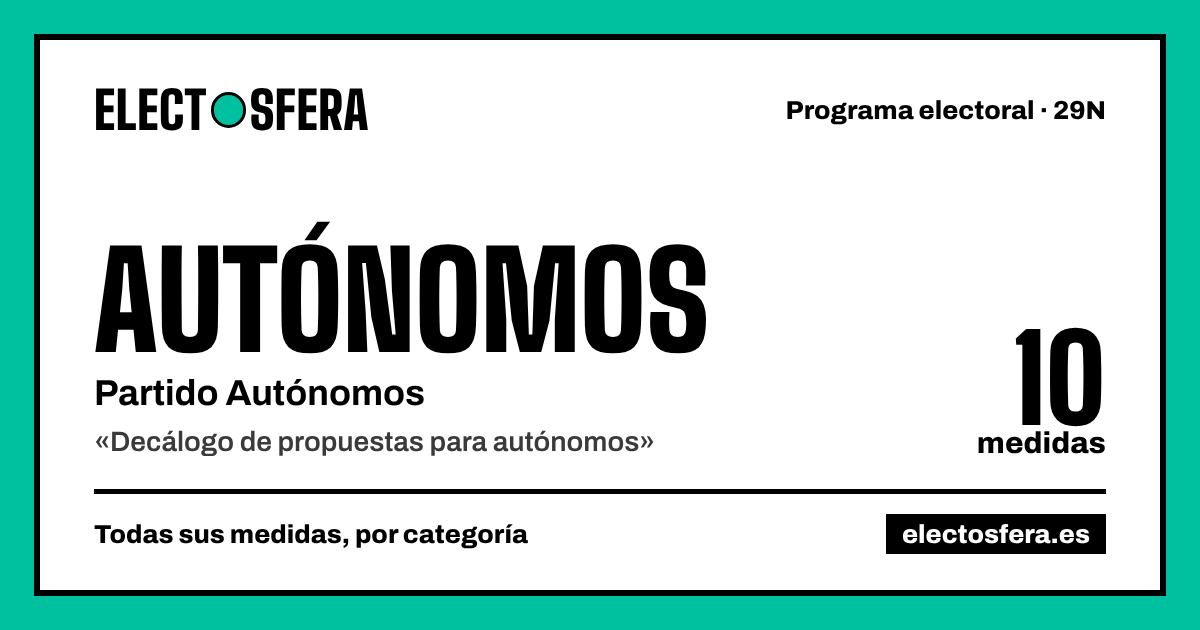 ELECTOSFERA
Programa electoral · 29N
AUTÓNOMOS
Partido Autónomos
«Decálogo de propuestas para autónomos»
10
medidas
Todas sus medidas, por categoría
electosfera.es